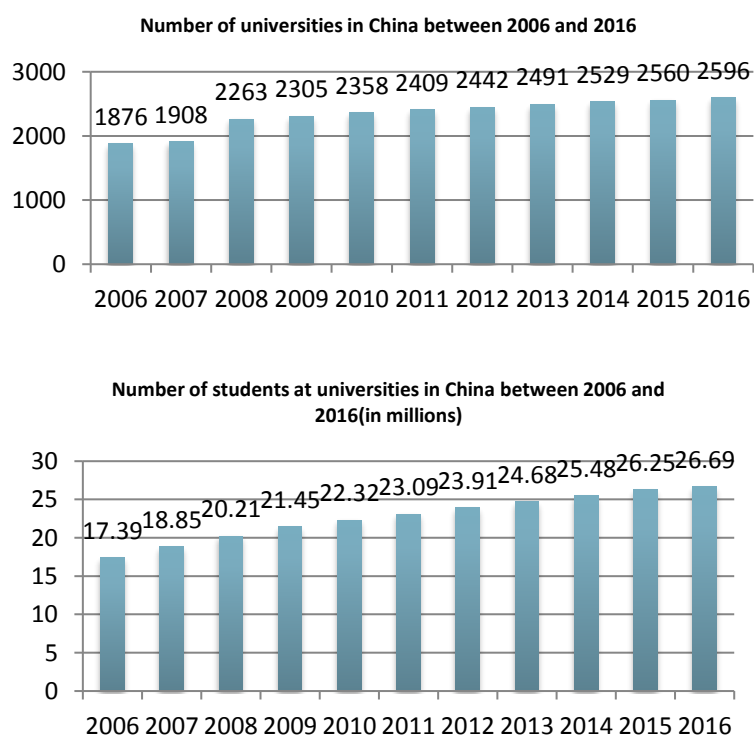 Number of universities in China between 2006 and 2016
3000
2000
1000
0
1876 1908 2263 2305 2358 2409 2442 2491 2529 2560 2596
2006 2007 2008 2009 2010 2011 2012 2013 2014 2015 2016
Number of students at universities in China between 2006 and
2016(in millions)
30
25
20
15
10
5
0
17.39 18.85 20.21 21.45 22.32 23.09 23.91 24.68 25.48 26.25 26.69
2006 2007 2008 2009 2010 2011 2012 2013 2014 2015 2016